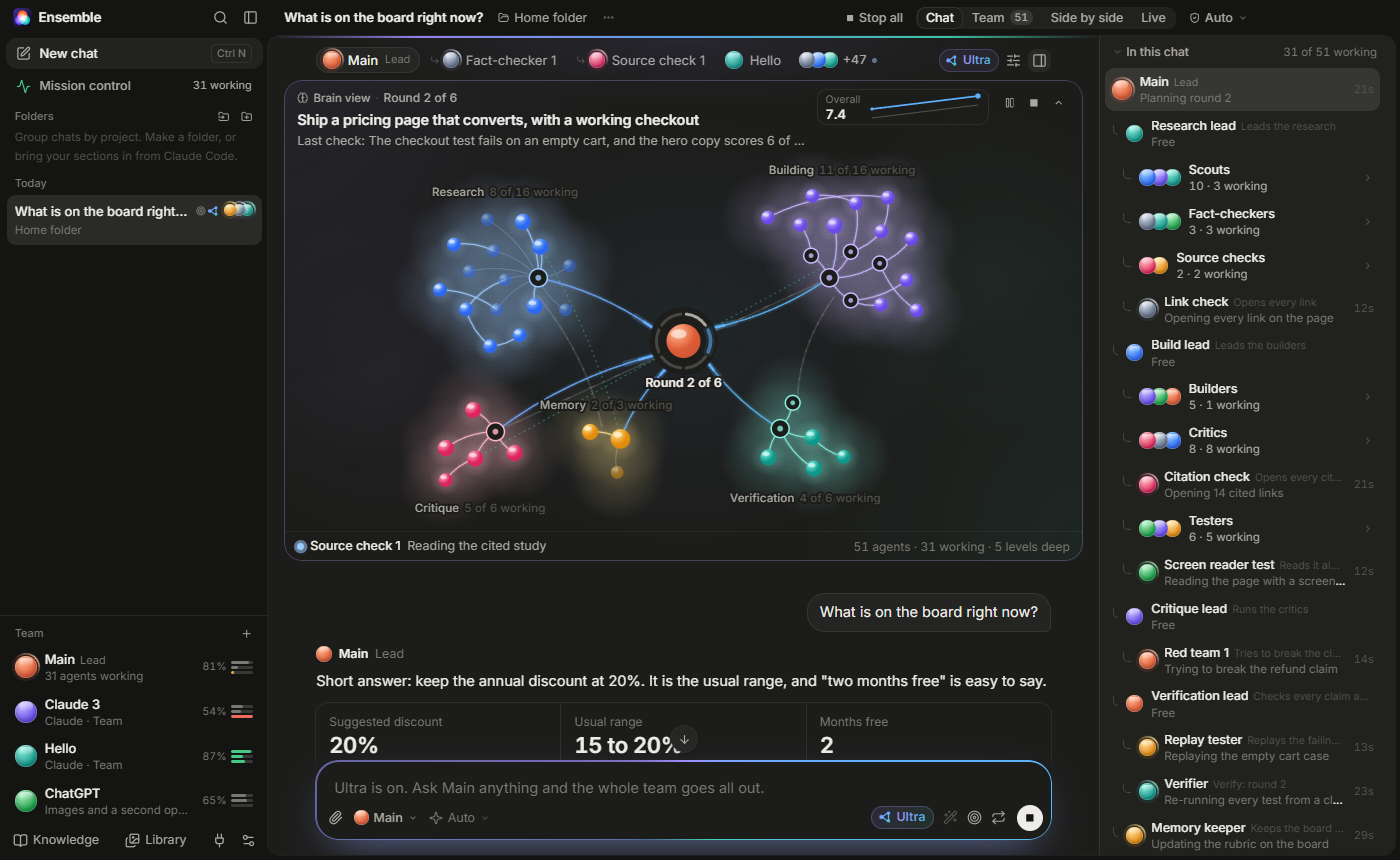 Ensemble
New chat
Ctrl N
Mission control
31 working
Folders
Group chats by project. Make a folder, or
bring your sections in from Claude Code.
Today
What is on the board right...
Home folder
Team
Main Lead
31 agents working
81%
Claude 3
Claude · Team
54%
Hello
Claude · Team
87%
ChatGPT
Images and a second op...
65%
Knowledge
Library
What is on the board right now?
Home folder
Stop all
Chat
Team 51
Side by side
Live
Auto
Main Lead
Fact-checker 1
Source check 1
Hello
+47
Ultra
Brain view · Round 2 of 6
Ship a pricing page that converts, with a working checkout
Last check: The checkout test fails on an empty cart, and the hero copy scores 6 of ...
Overall
7.4
Research 8 of 16 working
Building 11 of 16 working
Round 2 of 6
Memory 2 of 3 working
Critique 5 of 6 working
Verification 4 of 6 working
Source check 1 Reading the cited study
51 agents · 31 working · 5 levels deep
What is on the board right now?
Main Lead
Short answer: keep the annual discount at 20%. It is the usual range, and "two months free" is easy to say.
Suggested discount
20%
Usual range
15 to 20%
Months free
2
Ultra is on. Ask Main anything and the whole team goes all out.
Main
Auto
Ultra
In this chat
31 of 51 working
Main Lead
Planning round 2
21s
Research lead Leads the research
Free
Scouts
10 · 3 working
Fact-checkers
3 · 3 working
Source checks
2 · 2 working
Link check Opens every link
Opening every link on the page
12s
Build lead Leads the builders
Free
Builders
5 · 1 working
Critics
8 · 8 working
Citation check Opens every cit...
Opening 14 cited links
21s
Testers
6 · 5 working
Screen reader test Reads it al...
Reading the page with a screen...
12s
Critique lead Runs the critics
Free
Red team 1 Tries to break the cl...
Trying to break the refund claim
14s
Verification lead Checks every claim a...
Free
Replay tester Replays the failin...
Replaying the empty cart case
13s
Verifier Verify: round 2
Re-running every test from a cl...
23s
Memory keeper Keeps the board ...
Updating the rubric on the board
29s